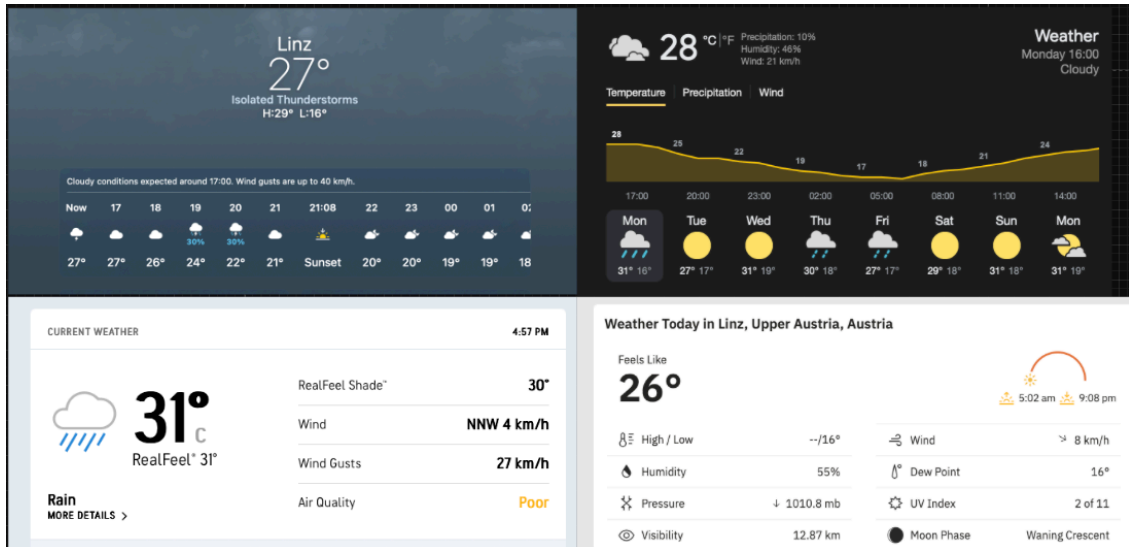 Linz
27°
Isolated Thunderstorms
H:29° L:16°
Cloudy conditions expected around 17:00. Wind gusts are up to 40 km/h.
Now 17 18 19 20 21 21:08 22 23 00 01 02
30% 30%
27° 27° 26° 24° 22° 21° Sunset 20° 20° 19° 19° 18
28 °C|°F
Precipitation: 10%
Humidity: 46%
Wind: 21 km/h
Weather
Monday 16:00
Cloudy
Temperature Precipitation Wind
28 25 22 19 17 18 21 24
17:00 20:00 23:00 02:00 05:00 08:00 11:00 14:00
Mon Tue Wed Thu Fri Sat Sun Mon
31° 16° 27° 17° 31° 19° 30° 18° 27° 17° 29° 18° 31° 18° 31° 19°
CURRENT WEATHER 4:57 PM
31° C
RealFeel® 31°
Rain
MORE DETAILS >
RealFeel Shade™ 30°
Wind NNW 4 km/h
Wind Gusts 27 km/h
Air Quality Poor
Weather Today in Linz, Upper Austria, Austria
Feels Like
26°
5:02 am 9:08 pm
High / Low --/16°
Humidity 55%
Pressure ↓ 1010.8 mb
Visibility 12.87 km
Wind 8 km/h
Dew Point 16°
UV Index 2 of 11
Moon Phase Waning Crescent